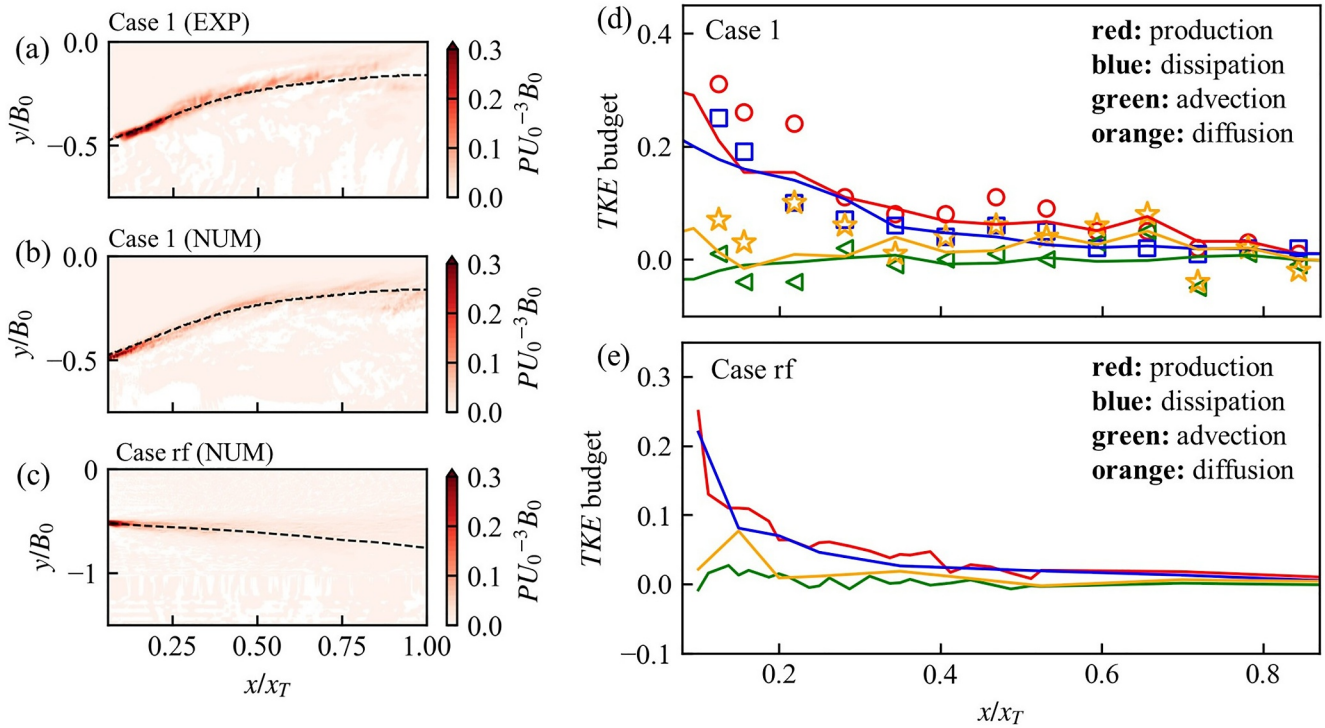 Case 1 (EXP)
(a)
0.0
−0.5
y/B₀
0.3
0.2
0.1
0.0
PU₀⁻³B₀
Case 1 (NUM)
(b)
0.0
−0.5
y/B₀
0.3
0.2
0.1
0.0
PU₀⁻³B₀
Case rf (NUM)
(c)
0
−1
y/B₀
0.3
0.2
0.1
0.0
PU₀⁻³B₀
0.25 0.50 0.75 1.00
x/x_T
(d)
Case 1
red: production
blue: dissipation
green: advection
orange: diffusion
0.4
0.2
0.0
TKE budget
(e)
Case rf
red: production
blue: dissipation
green: advection
orange: diffusion
0.3
0.2
0.1
0.0
−0.1
TKE budget
0.2 0.4 0.6 0.8
x/x_T